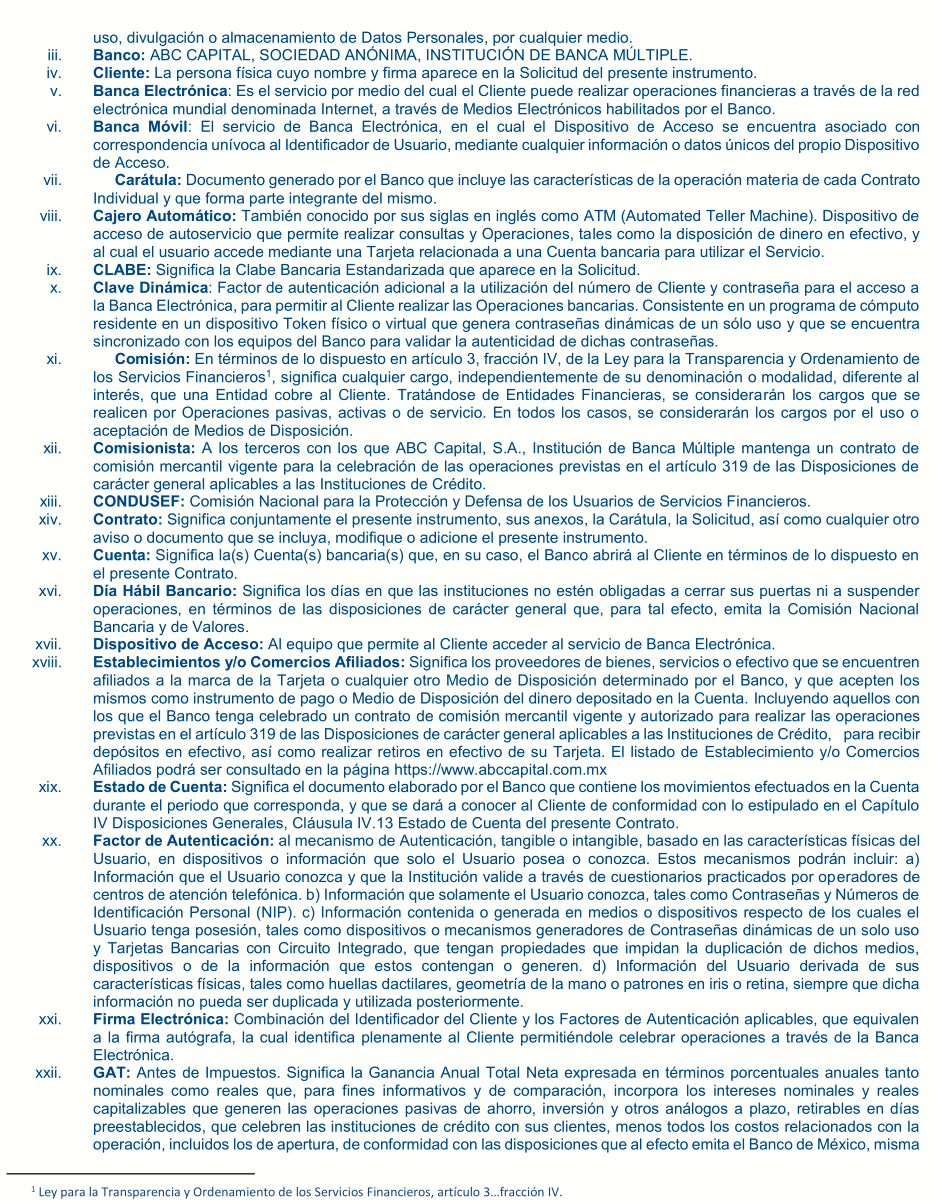 uso, divulgación o almacenamiento de Datos Personales, por cualquier medio.
iii. Banco: ABC CAPITAL, SOCIEDAD ANÓNIMA, INSTITUCIÓN DE BANCA MÚLTIPLE.
iv. Cliente: La persona física cuyo nombre y firma aparece en la Solicitud del presente instrumento.
v. Banca Electrónica: Es el servicio por medio del cual el Cliente puede realizar operaciones financieras a través de la red
electrónica mundial denominada Internet, a través de Medios Electrónicos habilitados por el Banco.
vi. Banca Móvil: El servicio de Banca Electrónica, en el cual el Dispositivo de Acceso se encuentra asociado con
correspondencia unívoca al Identificador de Usuario, mediante cualquier información o datos únicos del propio Dispositivo
de Acceso.
vii. Carátula: Documento generado por el Banco que incluye las características de la operación materia de cada Contrato
Individual y que forma parte integrante del mismo.
viii. Cajero Automático: También conocido por sus siglas en inglés como ATM (Automated Teller Machine). Dispositivo de
acceso de autoservicio que permite realizar consultas y Operaciones, tales como la disposición de dinero en efectivo, y
al cual el usuario accede mediante una Tarjeta relacionada a una Cuenta bancaria para utilizar el Servicio.
ix. CLABE: Significa la Clabe Bancaria Estandarizada que aparece en la Solicitud.
x. Clave Dinámica: Factor de autenticación adicional a la utilización del número de Cliente y contraseña para el acceso a
la Banca Electrónica, para permitir al Cliente realizar las Operaciones bancarias. Consistente en un programa de cómputo
residente en un dispositivo Token físico o virtual que genera contraseñas dinámicas de un sólo uso y que se encuentra
sincronizado con los equipos del Banco para validar la autenticidad de dichas contraseñas.
xi. Comisión: En términos de lo dispuesto en artículo 3, fracción IV, de la Ley para la Transparencia y Ordenamiento de
los Servicios Financieros¹, significa cualquier cargo, independientemente de su denominación o modalidad, diferente al
interés, que una Entidad cobre al Cliente. Tratándose de Entidades Financieras, se considerarán los cargos que se
realicen por Operaciones pasivas, activas o de servicio. En todos los casos, se considerarán los cargos por el uso o
aceptación de Medios de Disposición.
xii. Comisionista: A los terceros con los que ABC Capital, S.A., Institución de Banca Múltiple mantenga un contrato de
comisión mercantil vigente para la celebración de las operaciones previstas en el artículo 319 de las Disposiciones de
carácter general aplicables a las Instituciones de Crédito.
xiii. CONDUSEF: Comisión Nacional para la Protección y Defensa de los Usuarios de Servicios Financieros.
xiv. Contrato: Significa conjuntamente el presente instrumento, sus anexos, la Carátula, la Solicitud, así como cualquier otro
aviso o documento que se incluya, modifique o adicione el presente instrumento.
xv. Cuenta: Significa la(s) Cuenta(s) bancaria(s) que, en su caso, el Banco abrirá al Cliente en términos de lo dispuesto en
el presente Contrato.
xvi. Día Hábil Bancario: Significa los días en que las instituciones no estén obligadas a cerrar sus puertas ni a suspender
operaciones, en términos de las disposiciones de carácter general que, para tal efecto, emita la Comisión Nacional
Bancaria y de Valores.
xvii. Dispositivo de Acceso: Al equipo que permite al Cliente acceder al servicio de Banca Electrónica.
xviii. Establecimientos y/o Comercios Afiliados: Significa los proveedores de bienes, servicios o efectivo que se encuentren
afiliados a la marca de la Tarjeta o cualquier otro Medio de Disposición determinado por el Banco, y que acepten los
mismos como instrumento de pago o Medio de Disposición del dinero depositado en la Cuenta. Incluyendo aquellos con
los que el Banco tenga celebrado un contrato de comisión mercantil vigente y autorizado para realizar las operaciones
previstas en el artículo 319 de las Disposiciones de carácter general aplicables a las Instituciones de Crédito, para recibir
depósitos en efectivo, así como realizar retiros en efectivo de su Tarjeta. El listado de Establecimiento y/o Comercios
Afiliados podrá ser consultado en la página https://www.abccapital.com.mx
xix. Estado de Cuenta: Significa el documento elaborado por el Banco que contiene los movimientos efectuados en la Cuenta
durante el periodo que corresponda, y que se dará a conocer al Cliente de conformidad con lo estipulado en el Capítulo
IV Disposiciones Generales, Cláusula IV.13 Estado de Cuenta del presente Contrato.
xx. Factor de Autenticación: al mecanismo de Autenticación, tangible o intangible, basado en las características físicas del
Usuario, en dispositivos o información que solo el Usuario posea o conozca. Estos mecanismos podrán incluir: a)
Información que el Usuario conozca y que la Institución valide a través de cuestionarios practicados por operadores de
centros de atención telefónica. b) Información que solamente el Usuario conozca, tales como Contraseñas y Números de
Identificación Personal (NIP). c) Información contenida o generada en medios o dispositivos respecto de los cuales el
Usuario tenga posesión, tales como dispositivos o mecanismos generadores de Contraseñas dinámicas de un solo uso
y Tarjetas Bancarias con Circuito Integrado, que tengan propiedades que impidan la duplicación de dichos medios,
dispositivos o de la información que estos contengan o generen. d) Información del Usuario derivada de sus
características físicas, tales como huellas dactilares, geometría de la mano o patrones en iris o retina, siempre que dicha
información no pueda ser duplicada y utilizada posteriormente.
xxi. Firma Electrónica: Combinación del Identificador del Cliente y los Factores de Autenticación aplicables, que equivalen
a la firma autógrafa, la cual identifica plenamente al Cliente permitiéndole celebrar operaciones a través de la Banca
Electrónica.
xxii. GAT: Antes de Impuestos. Significa la Ganancia Anual Total Neta expresada en términos porcentuales anuales tanto
nominales como reales que, para fines informativos y de comparación, incorpora los intereses nominales y reales
capitalizables que generen las operaciones pasivas de ahorro, inversión y otros análogos a plazo, retirables en días
preestablecidos, que celebren las instituciones de crédito con sus clientes, menos todos los costos relacionados con la
operación, incluidos los de apertura, de conformidad con las disposiciones que al efecto emita el Banco de México, misma
¹ Ley para la Transparencia y Ordenamiento de los Servicios Financieros, artículo 3…fracción IV.